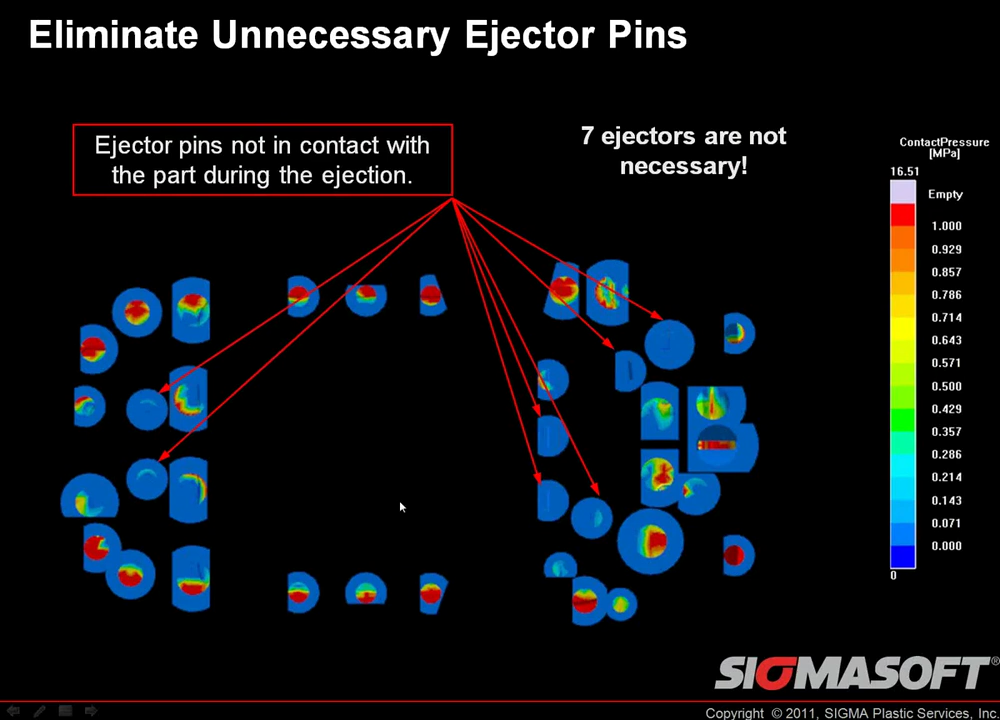 Eliminate Unnecessary Ejector Pins
Ejector pins not in contact with
the part during the ejection.
7 ejectors are not
necessary!
ContactPressure
[MPa]
16.51
Empty
1.000
0.929
0.857
0.786
0.714
0.643
0.571
0.500
0.429
0.357
0.286
0.214
0.143
0.071
0.000
0
SIGMASOFT®
Copyright © 2011, SIGMA Plastic Services, Inc.